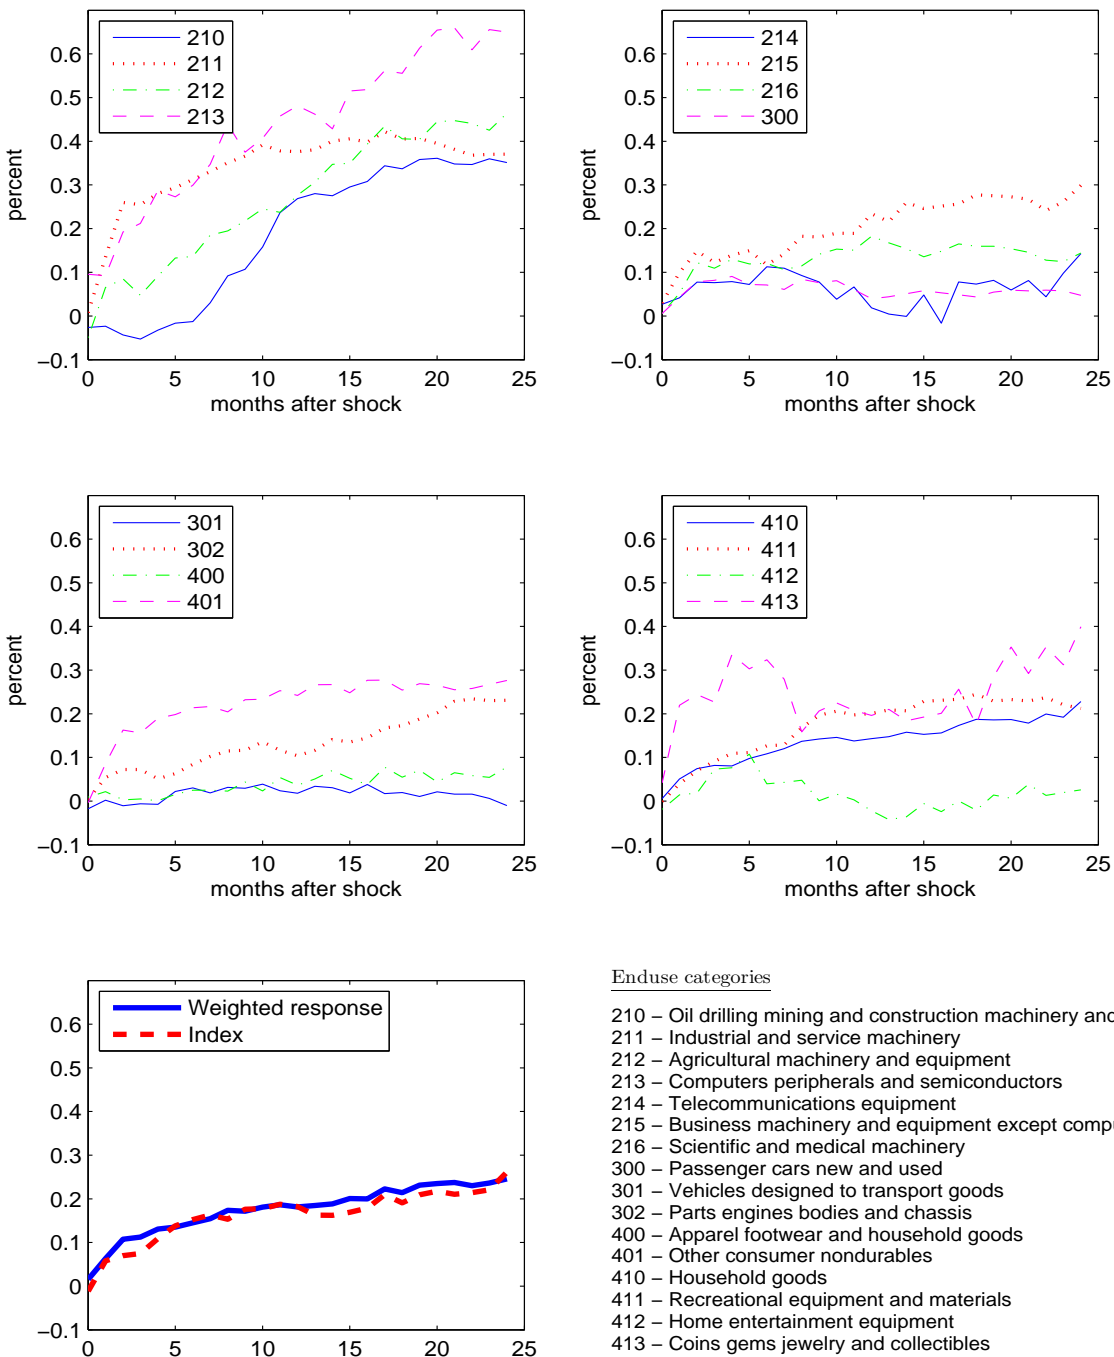 0.6
0.5
0.4
0.3
0.2
0.1
0
−0.1
percent
210
211
212
213
0 5 10 15 20 25
months after shock
0.6
0.5
0.4
0.3
0.2
0.1
0
−0.1
percent
214
215
216
300
0 5 10 15 20 25
months after shock
0.6
0.5
0.4
0.3
0.2
0.1
0
−0.1
percent
301
302
400
401
0 5 10 15 20 25
months after shock
0.6
0.5
0.4
0.3
0.2
0.1
0
−0.1
percent
410
411
412
413
0 5 10 15 20 25
months after shock
0.6
0.5
0.4
0.3
0.2
0.1
0
−0.1
Weighted response
Index
0 5 10 15 20 25
Enduse categories
210 − Oil drilling mining and construction machinery and
211 − Industrial and service machinery
212 − Agricultural machinery and equipment
213 − Computers peripherals and semiconductors
214 − Telecommunications equipment
215 − Business machinery and equipment except
216 − Scientific and medical machinery
300 − Passenger cars new and used
301 − Vehicles designed to transport goods
302 − Parts engines bodies and chassis
400 − Apparel footwear and household goods
401 − Other consumer nondurables
410 − Household goods
411 − Recreational equipment and materials
412 − Home entertainment equipment
413 − Coins gems jewelry and collectibles